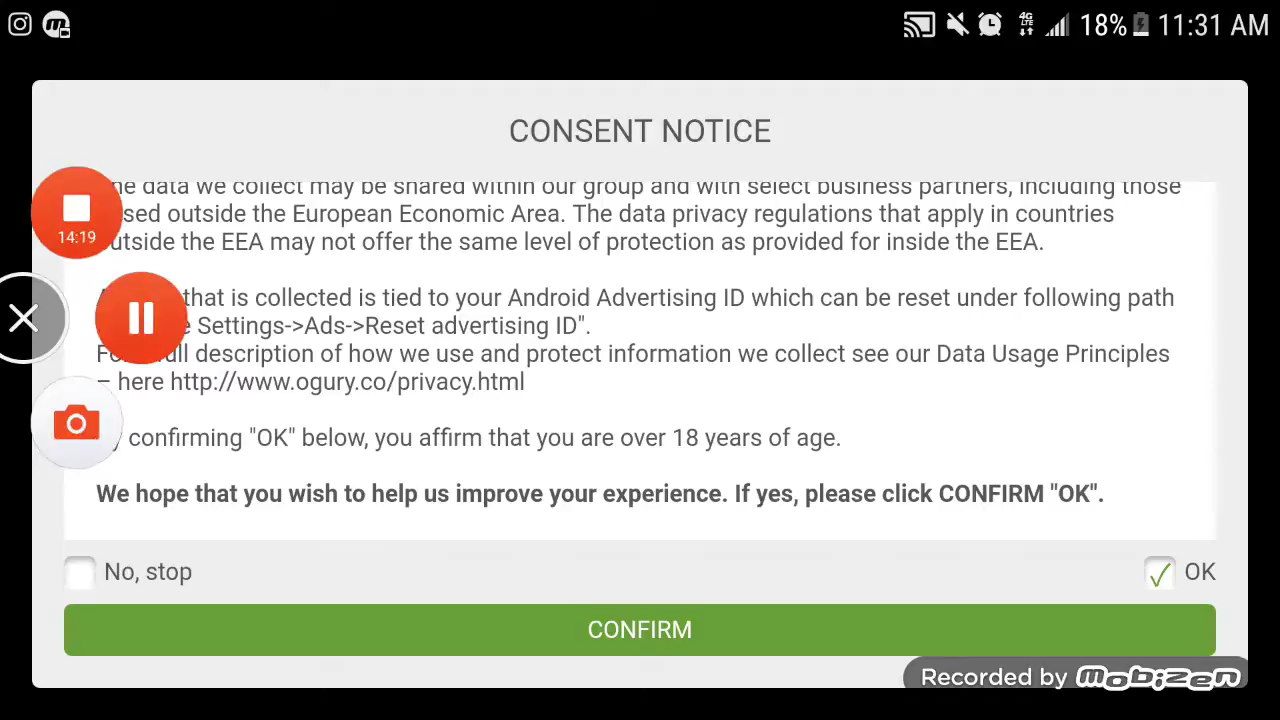 18% 11:31 AM
CONSENT NOTICE
he data we collect may be shared within our group and with select business partners, including those
sed outside the European Economic Area. The data privacy regulations that apply in countries
utside the EEA may not offer the same level of protection as provided for inside the EEA.
14:19
that is collected is tied to your Android Advertising ID which can be reset under following path
Settings->Ads->Reset advertising ID".
full description of how we use and protect information we collect see our Data Usage Principles
– here http://www.ogury.co/privacy.html
confirming "OK" below, you affirm that you are over 18 years of age.
We hope that you wish to help us improve your experience. If yes, please click CONFIRM "OK".
No, stop
OK
CONFIRM
Recorded by mobizen